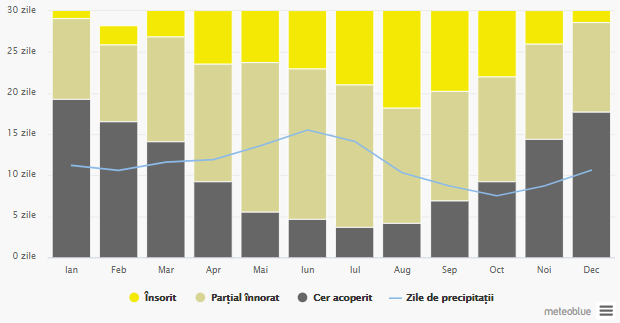 30 zile
25 zile
20 zile
15 zile
10 zile
5 zile
0 zile
Ian Feb Mar Apr Mai Iun Iul Aug Sep Oct Noi Dec
Însorit Parțial înnorat Cer acoperit Zile de precipitații
meteoblue